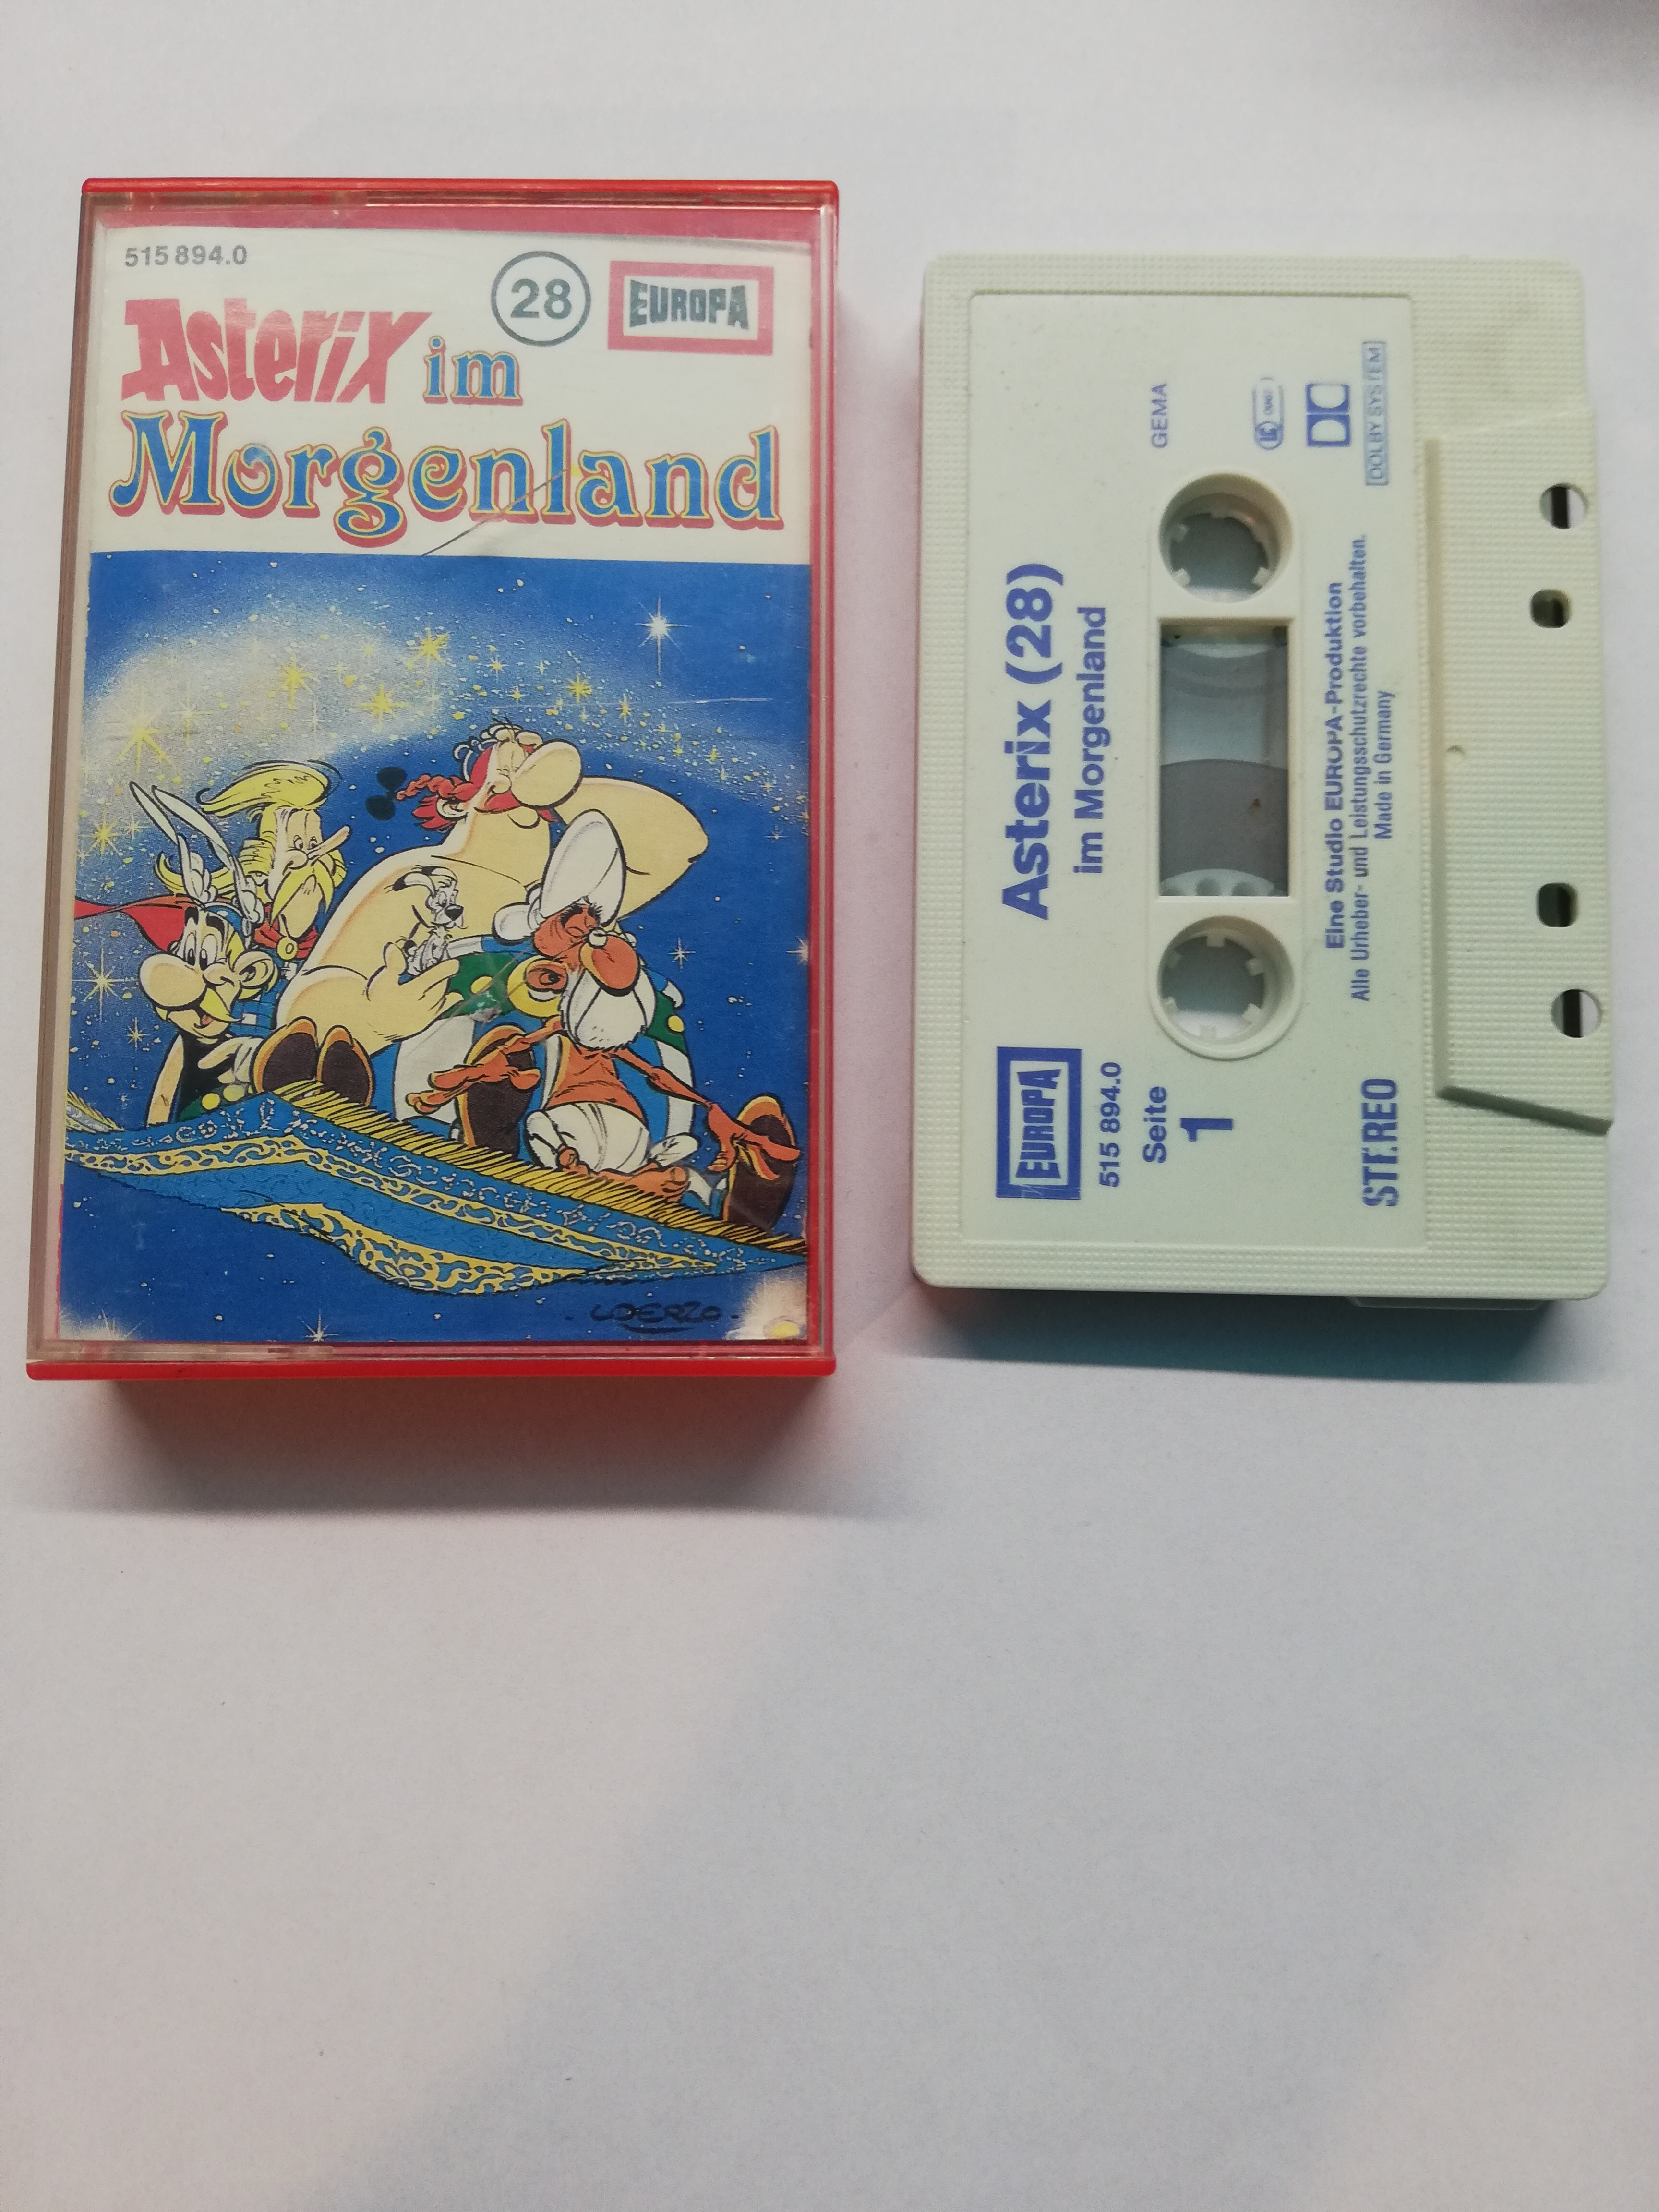 515 894.0
28
EUROPA
Asterix im
Morgenland
UDERZO
Asterix (28)
im Morgenland
GEMA
DOLBY SYSTEM
EUROPA
515 894.0
Seite
1
Eine Studio EUROPA-Produktion
Alle Urheber- und Leistungsschutzrechte vorbehalten.
Made in Germany
STEREO